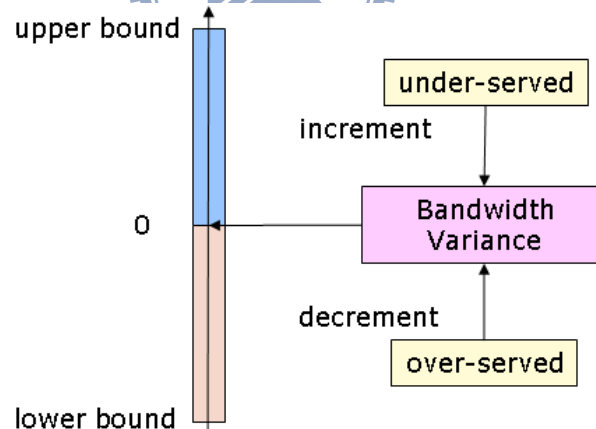 upper bound
under-served
increment
0
Bandwidth
Variance
decrement
over-served
lower bound